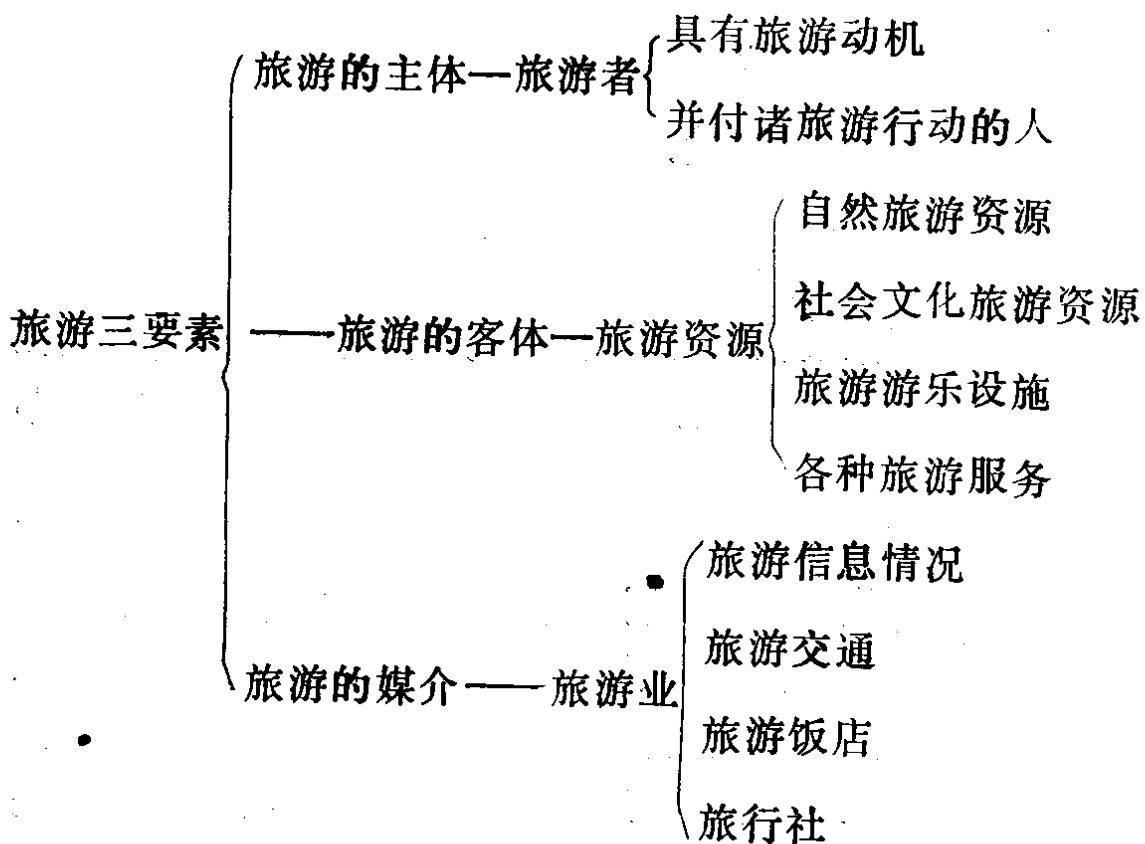 具有旅游动机
旅游的主体—旅游者
并付诸旅游行动的人
自然旅游资源
社会文化旅游资源
旅游三要素——旅游的客体—旅游资源
旅游游乐设施
各种旅游服务
旅游信息情况
旅游交通
旅游的媒介——旅游业
旅游饭店
旅行社